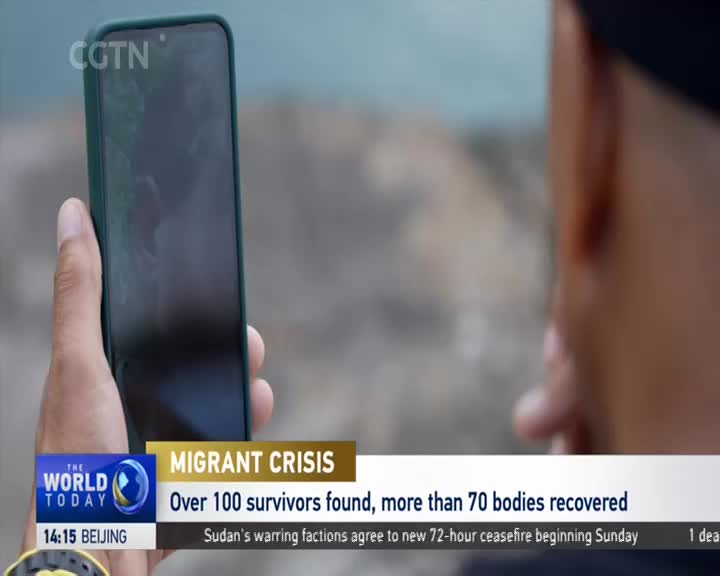 CGTN
MIGRANT CRISIS
THE
WORLD
TODAY
Over 100 survivors found, more than 70 bodies recovered
14:15 BEIJING
Sudan's warring factions agree to new 72-hour ceasefire beginning Sunday
1 dea